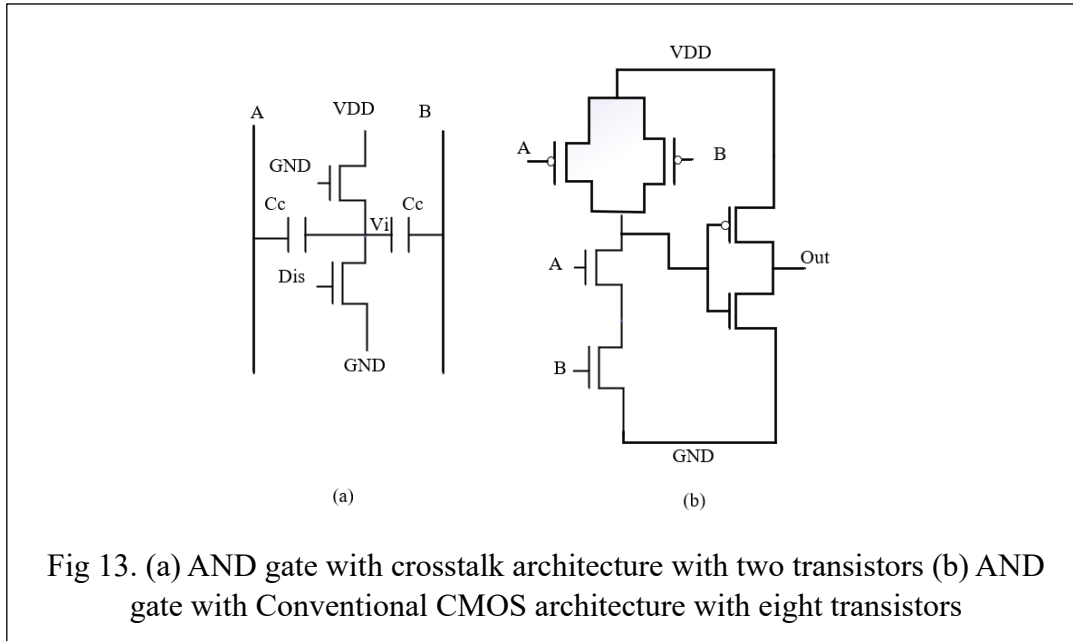 VDD
A
VDD
B
GND
A
B
Cc
Cc
Vi
Out
A
Dis
GND
B
GND
(a)
(b)
Fig 13. (a) AND gate with crosstalk architecture with two transistors (b) AND
gate with Conventional CMOS architecture with eight transistors